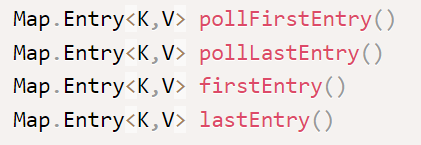 Map.Entry<K,V> pollFirstEntry()
Map.Entry<K,V> pollLastEntry()
Map.Entry<K,V> firstEntry()
Map.Entry<K,V> lastEntry()